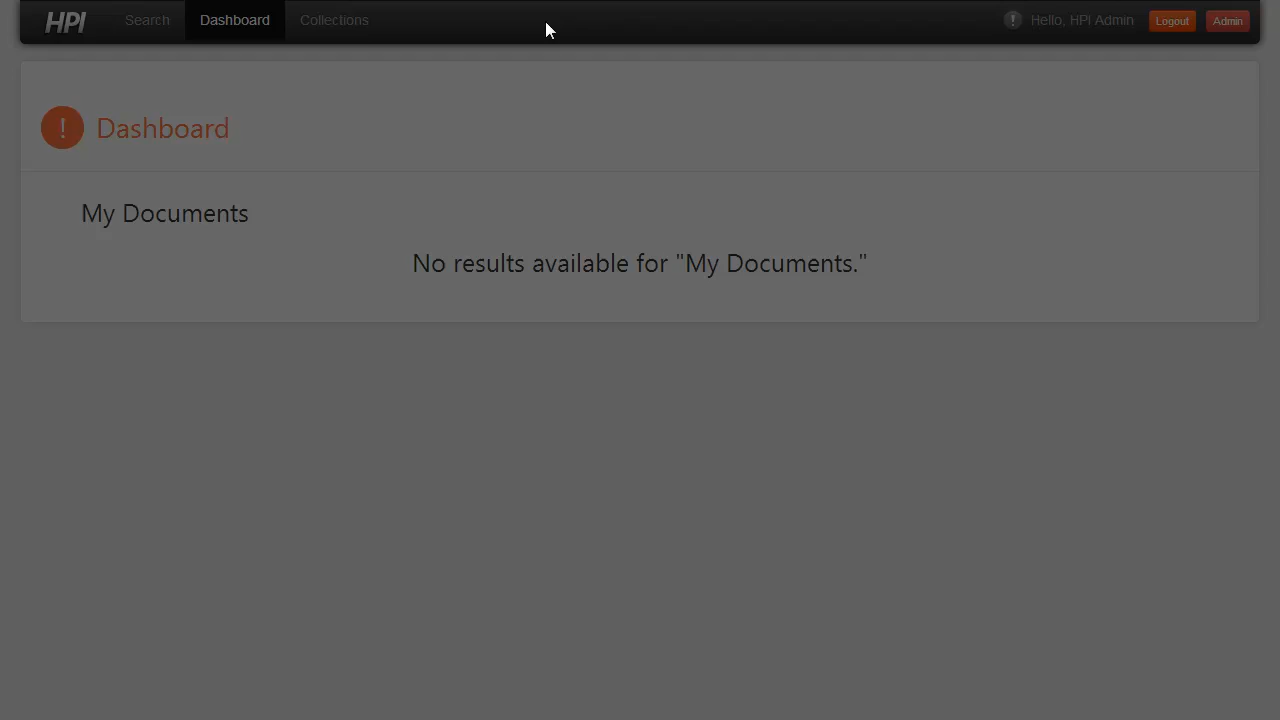 HPI Search Dashboard Collections ! Hello, HPI Admin Logout Admin
! Dashboard
My Documents
No results available for "My Documents."